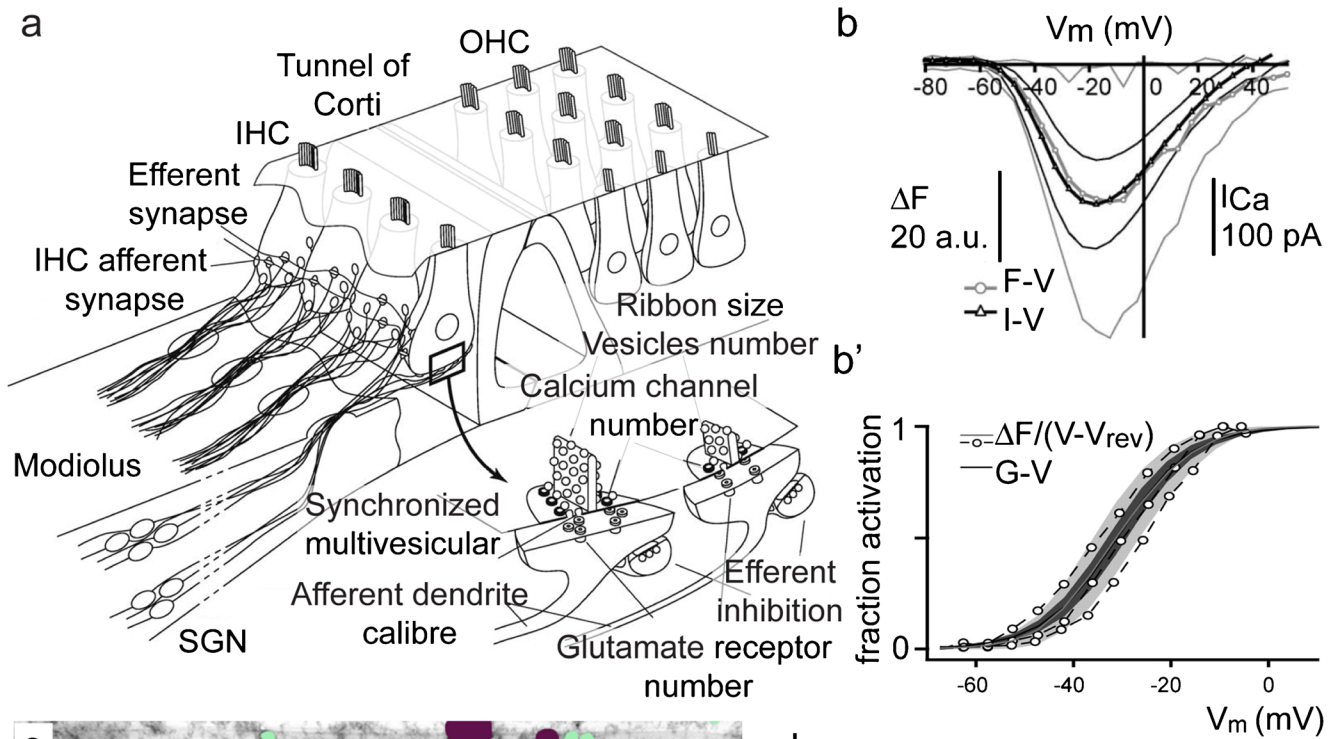 a
OHC
Tunnel of
Corti
IHC
Efferent
synapse
IHC afferent
synapse
Ribbon size
Vesicles number
Calcium channel
number
Modiolus
Synchronized
multivesicular
Afferent dendrite
calibre
Efferent
inhibition
SGN
Glutamate receptor
number
b
Vm (mV)
-80 -60 -40 -20 0 20 40
ΔF
20 a.u.
ICa
100 pA
F-V
I-V
b’
fraction activation
1
0
ΔF/(V-Vrev)
G-V
-60 -40 -20 0
Vm (mV)